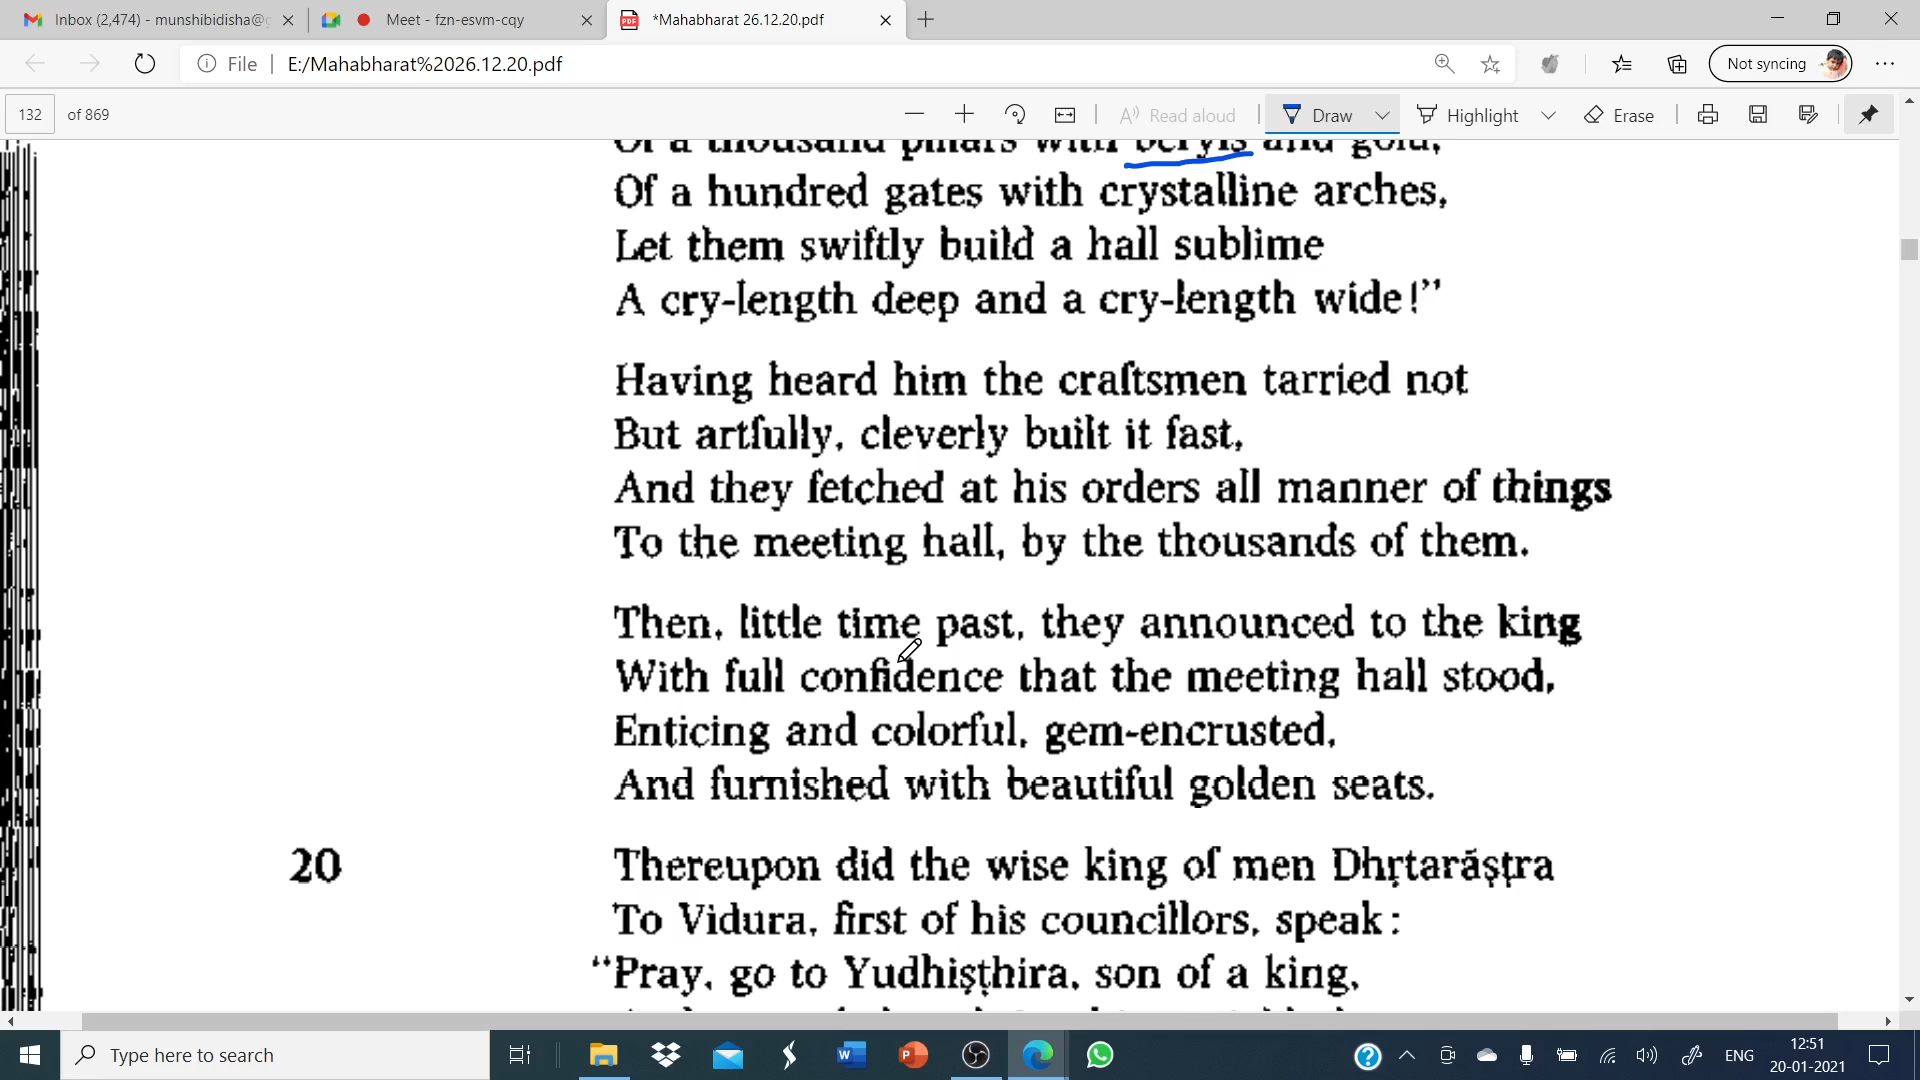 Inbox (2,474) - munshibidisha@g
Meet - fzn-esvm-cqy
*Mahabharat 26.12.20.pdf
File
E:/Mahabharat%2026.12.20.pdf
Not syncing
132 of 869
Read aloud
Draw
Highlight
Erase
Of a thousand pillars with beryls and gold,
Of a hundred gates with crystalline arches,
Let them swiftly build a hall sublime
A cry-length deep and a cry-length wide!”
Having heard him the craftsmen tarried not
But artfully, cleverly built it fast,
And they fetched at his orders all manner of things
To the meeting hall, by the thousands of them.
Then, little time past, they announced to the king
With full confidence that the meeting hall stood,
Enticing and colorful, gem-encrusted,
And furnished with beautiful golden seats.
20 Thereupon did the wise king of men Dhṛtarāṣṭra
To Vidura, first of his councillors, speak:
“Pray, go to Yudhiṣṭhira, son of a king,
Type here to search
ENG
12:51
20-01-2021